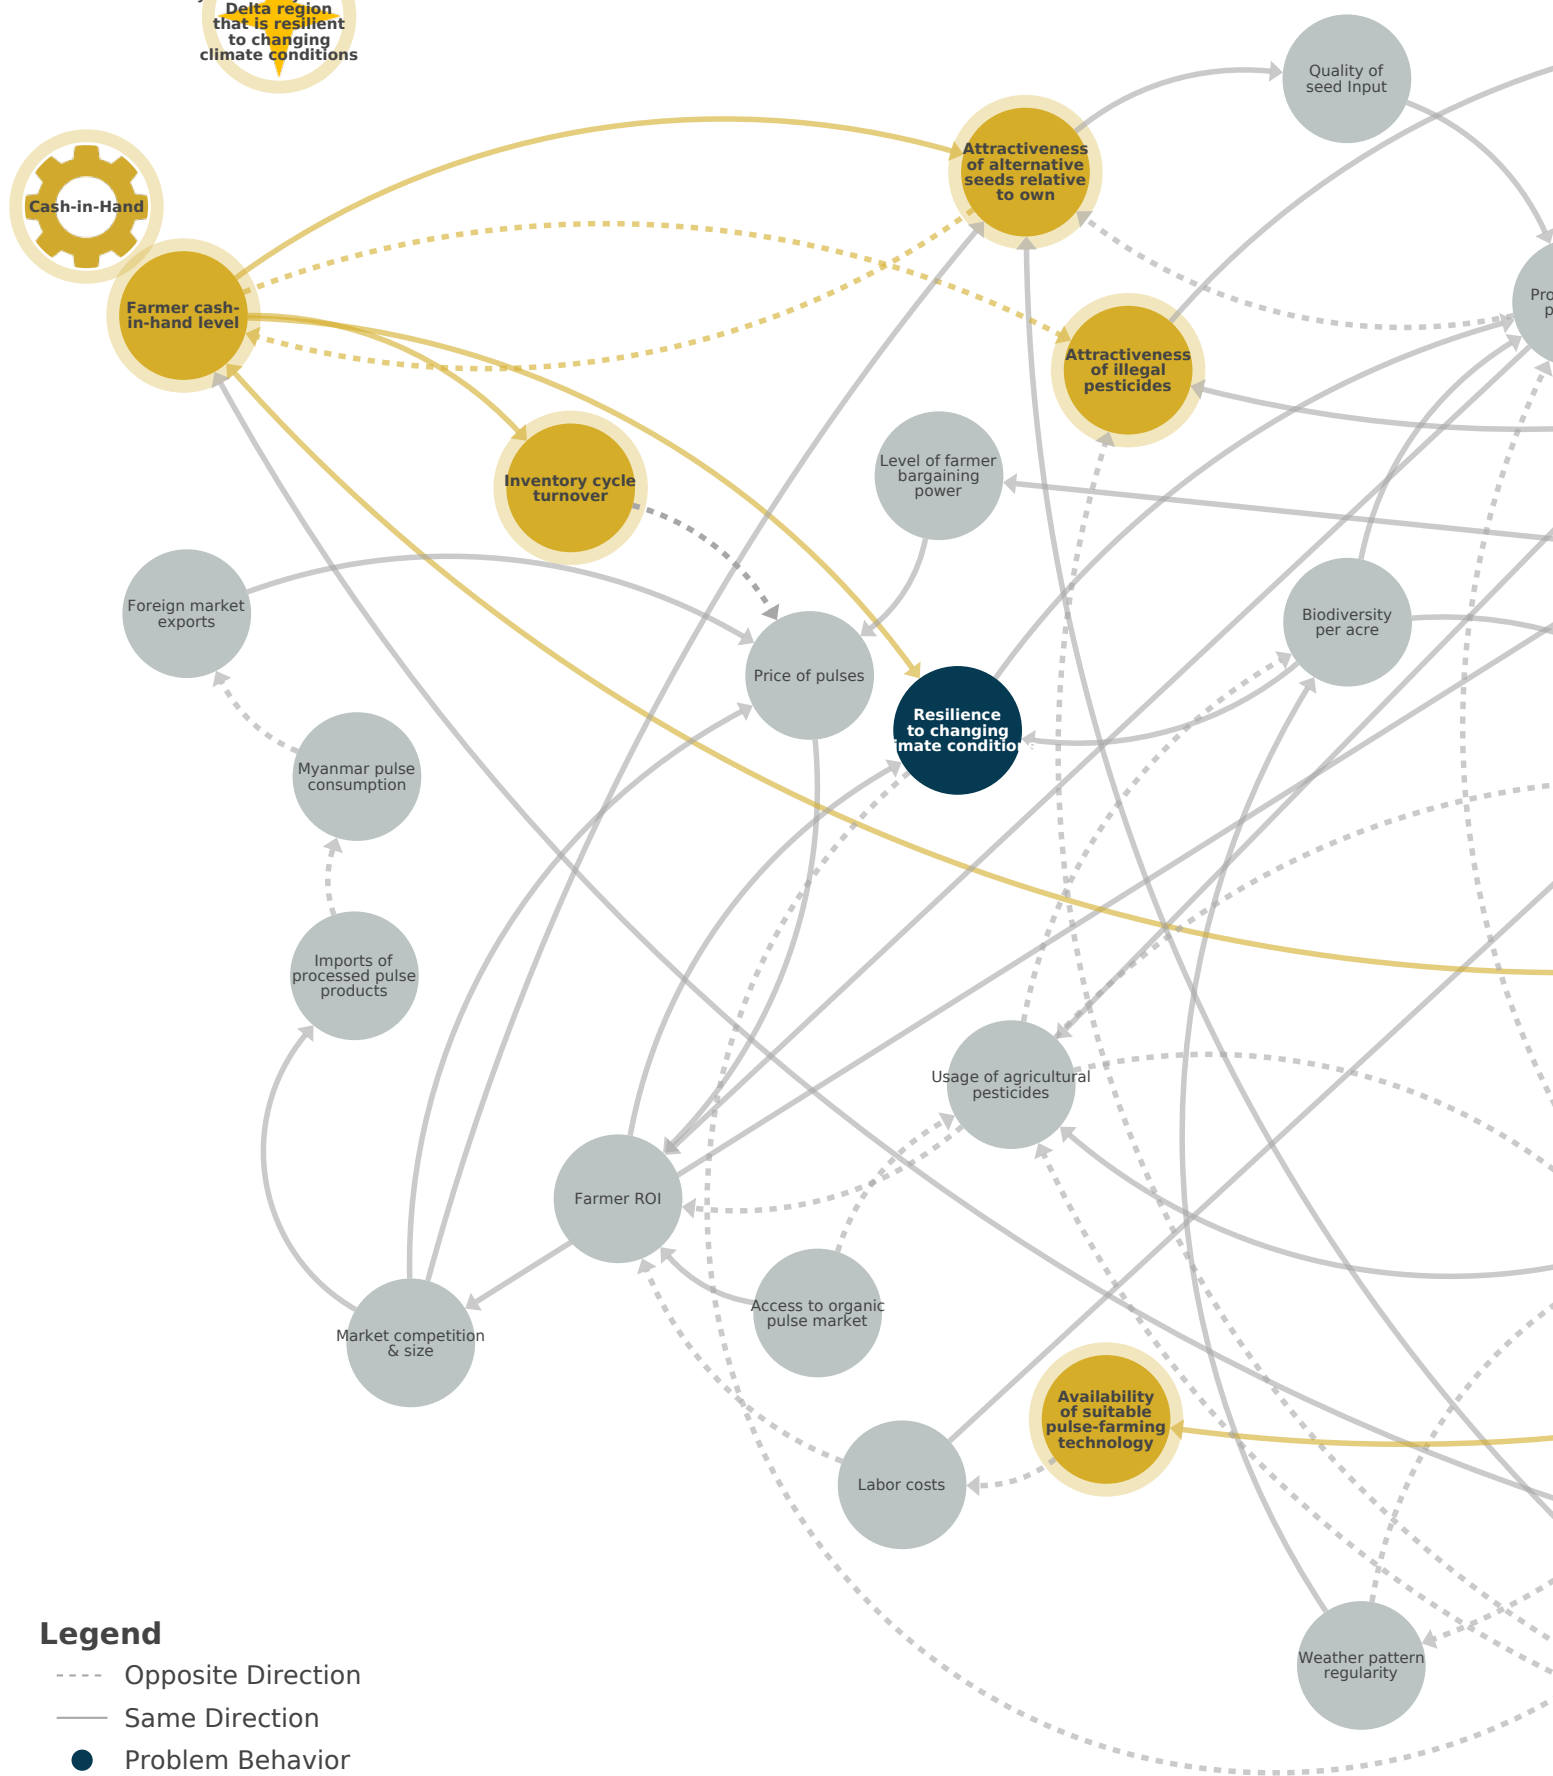 Delta region
that is resilient
to changing
climate conditions
Cash-in-Hand
Farmer cash-
in-hand level
Attractiveness
of alternative
seeds relative
to own
Quality of
seed Input
Attractiveness
of illegal
pesticides
Pro
p
Inventory cycle
turnover
Level of farmer
bargaining
power
Foreign market
exports
Biodiversity
per acre
Price of pulses
Resilience
to changing
imate condition
Myanmar pulse
consumption
Imports of
processed pulse
products
Usage of agricultural
pesticides
Farmer ROI
Access to organic
pulse market
Market competition
& size
Availability
of suitable
pulse-farming
technology
Labor costs
Weather pattern
regularity
Legend
Opposite Direction
Same Direction
Problem Behavior